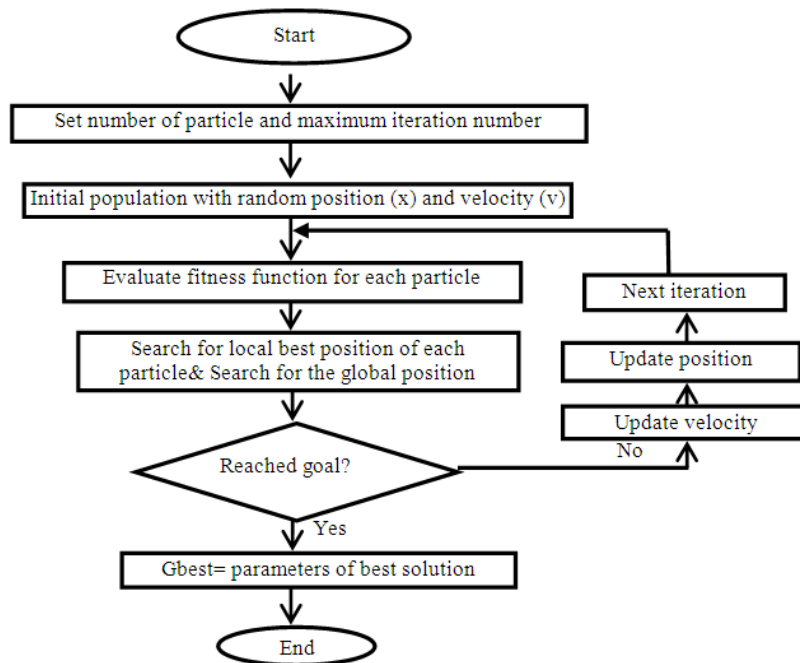 Start
Set number of particle and maximum iteration number
Initial population with random position (x) and velocity (v)
Evaluate fitness function for each particle
Search for local best position of each
particle& Search for the global position
Reached goal?
Yes
Gbest= parameters of best solution
End
No
Update velocity
Update position
Next iteration